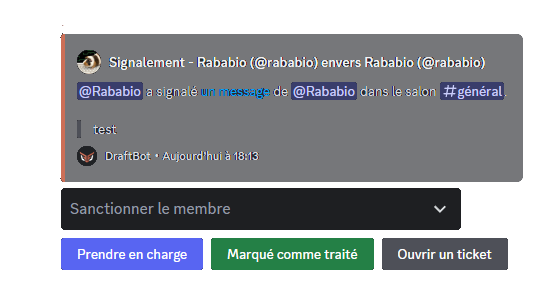 Signalement - Rababio (@rababio) envers Rababio (@rababio)
@Rababio a signalé un message de @Rababio dans le salon #général.
test
DraftBot • Aujourd'hui à 18:13
Sanctionner le membre
Prendre en charge Marqué comme traité Ouvrir un ticket